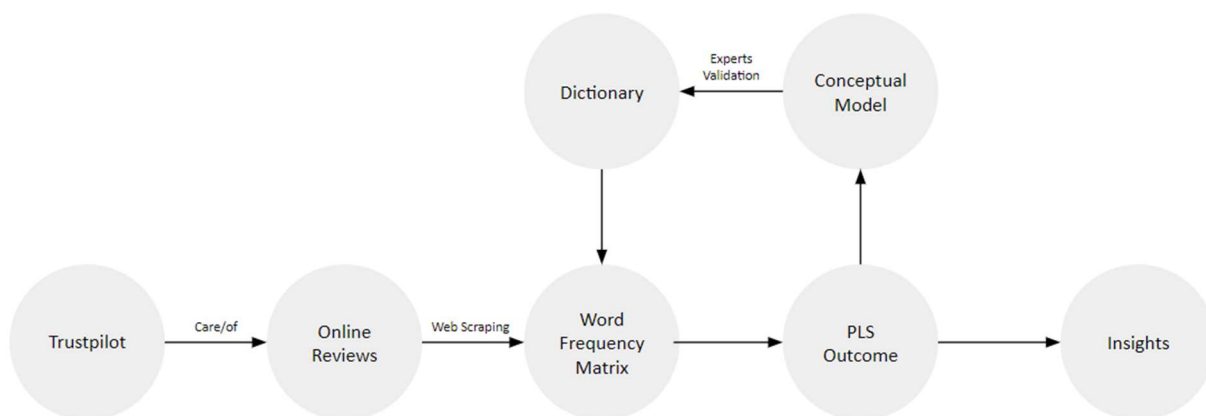 Experts
Validation
Dictionary
Conceptual
Model
Trustpilot
Care/of
Online
Reviews
Web Scraping
Word
Frequency
Matrix
PLS
Outcome
Insights